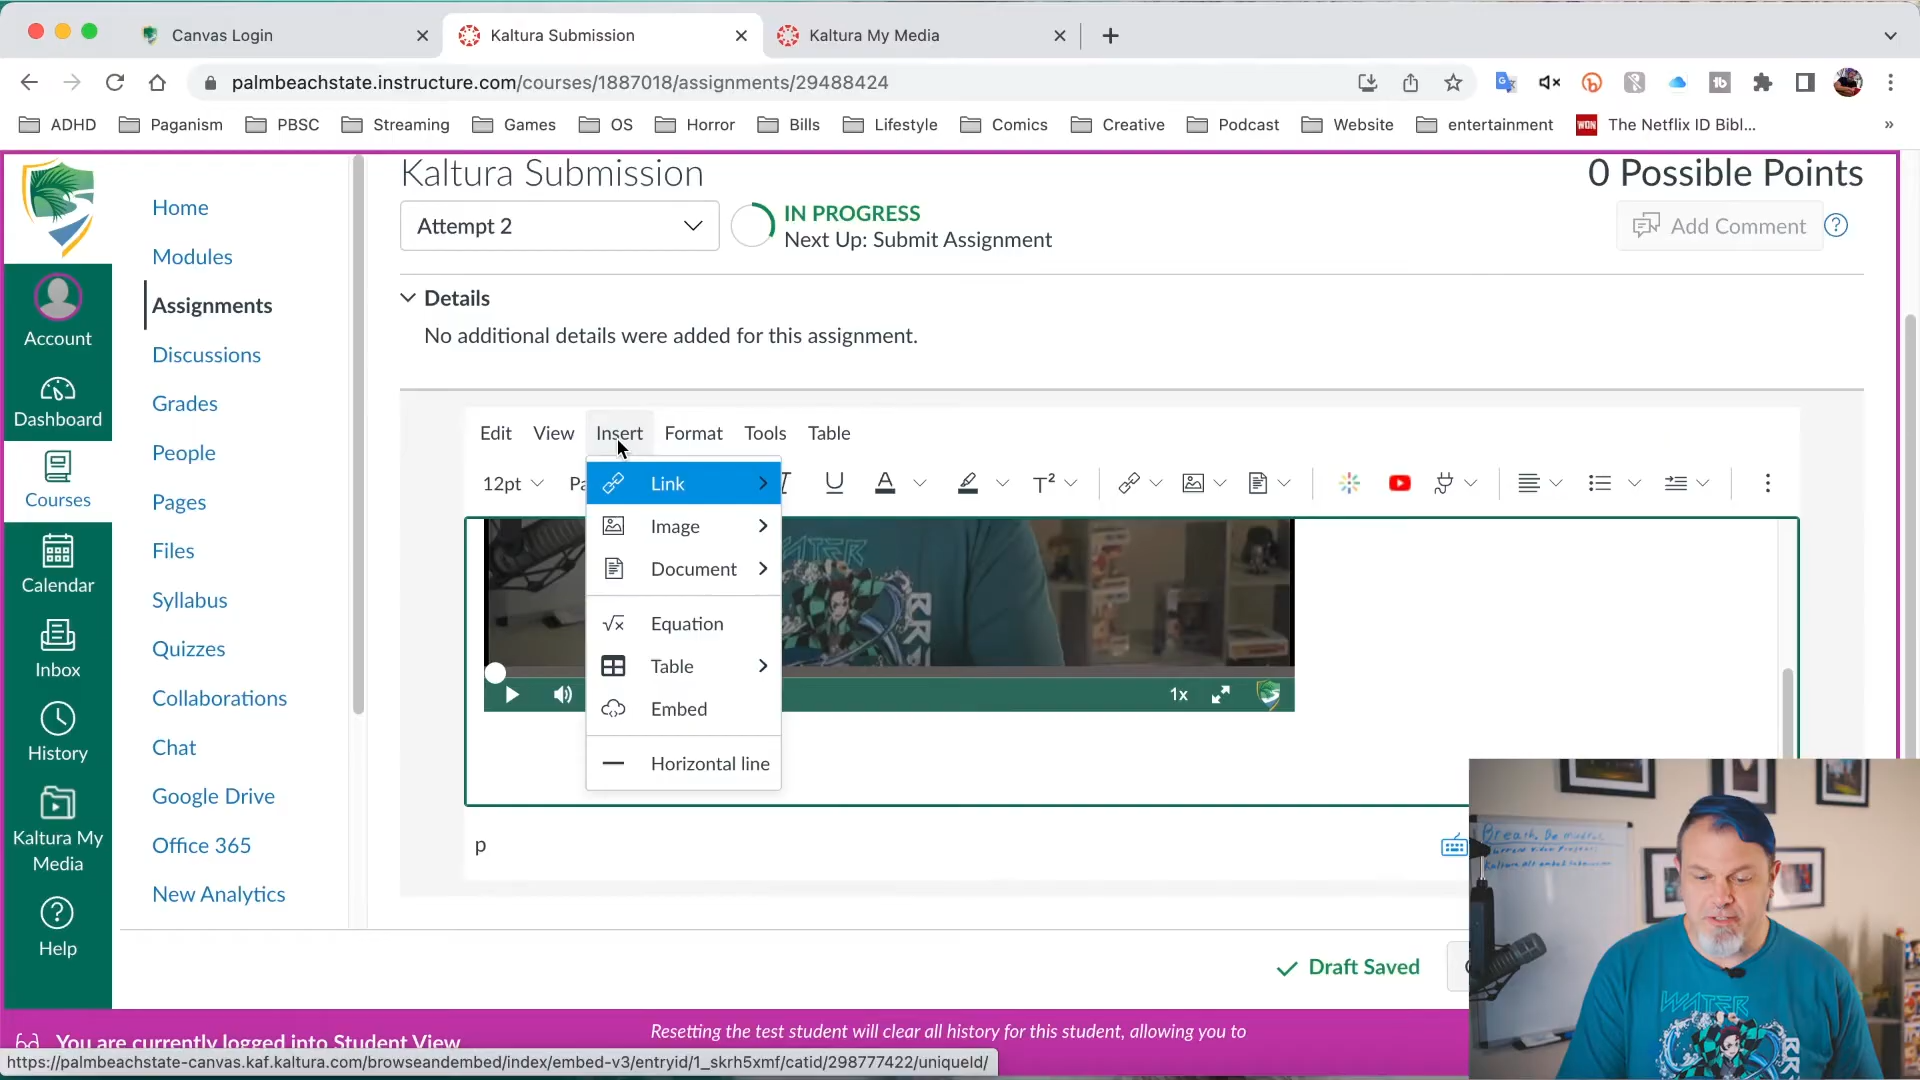 Canvas Login
Kaltura Submission
Kaltura My Media
palmbeachstate.instructure.com/courses/1887018/assignments/29488424
ADHD
Paganism
PBSC
Streaming
Games
OS
Horror
Bills
Lifestyle
Comics
Creative
Podcast
Website
Entertainment
The Netflix ID Bibl...
»
Kaltura Submission
0 Possible Points
Attempt 2
IN PROGRESS
Next Up: Submit Assignment
Add Comment
Details
No additional details were added for this assignment.
Account
Dashboard
Courses
Calendar
Inbox
History
Kaltura My
Media
Help
Home
Modules
Assignments
Discussions
Grades
People
Pages
Files
Syllabus
Quizzes
Collaborations
Chat
Google Drive
Office 365
New Analytics
Edit View Insert Format Tools Table
12pt
Pa
Link
Image
Document
Equation
Table
Embed
Horizontal line
1x
p
Draft Saved
You are currently logged into Student View
Resetting the test student will clear all history for this student, allowing you to
https://palmbeachstate-canvas.kaf.kaltura.com/browseandembed/index/embed-v3/entryid/1_skrh5xmf/catid/298777422/uniqueId/
WATER